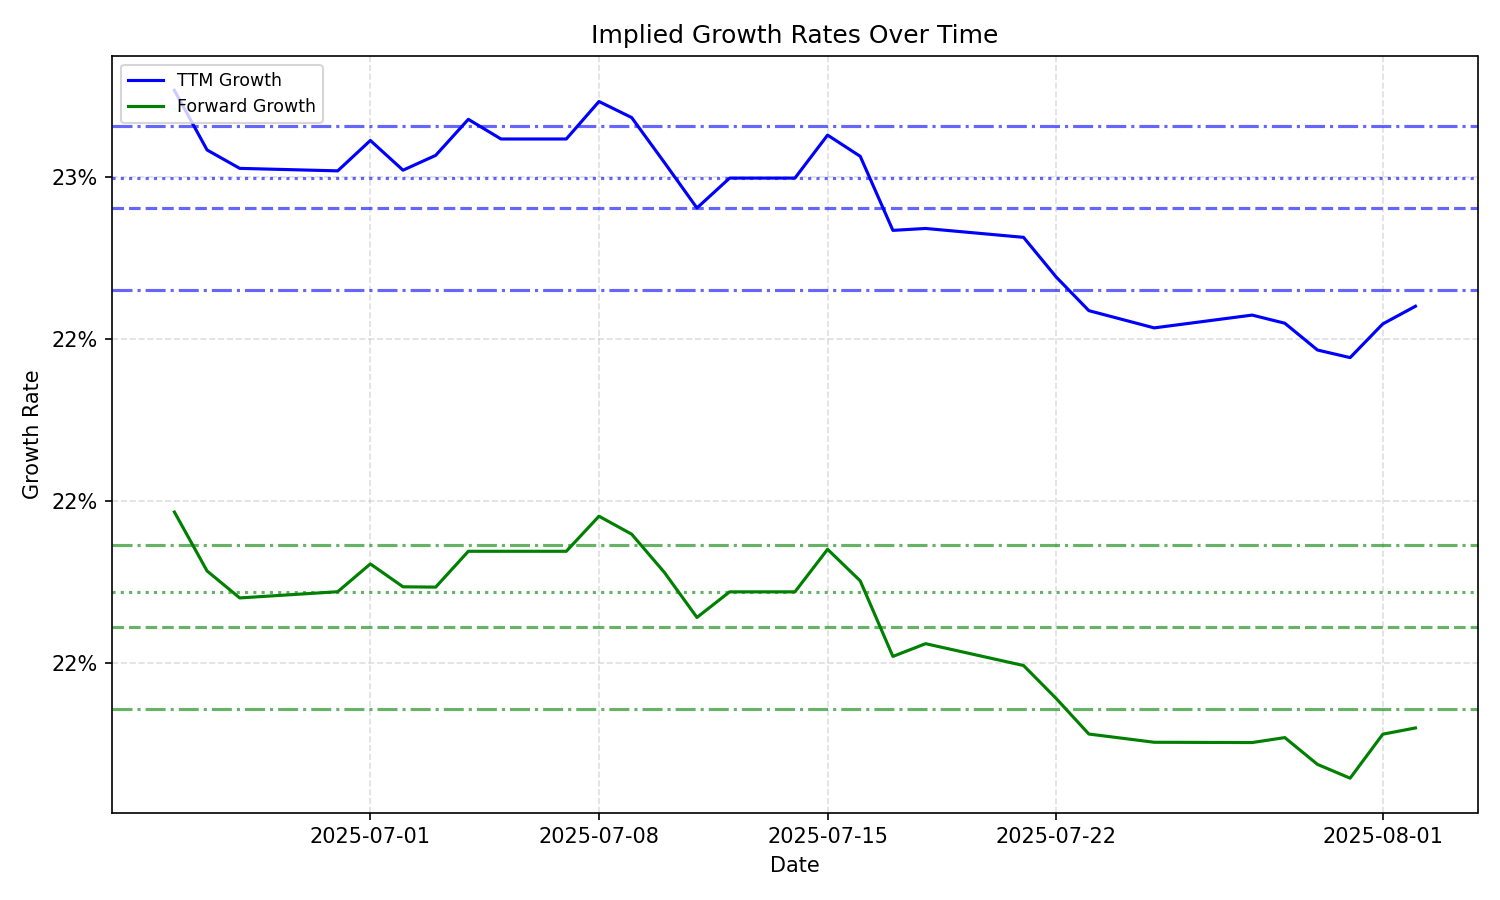 Implied Growth Rates Over Time
TTM Growth
Forward Growth
23%
22%
22%
22%
Growth Rate
2025-07-01
2025-07-08
2025-07-15
2025-07-22
2025-08-01
Date